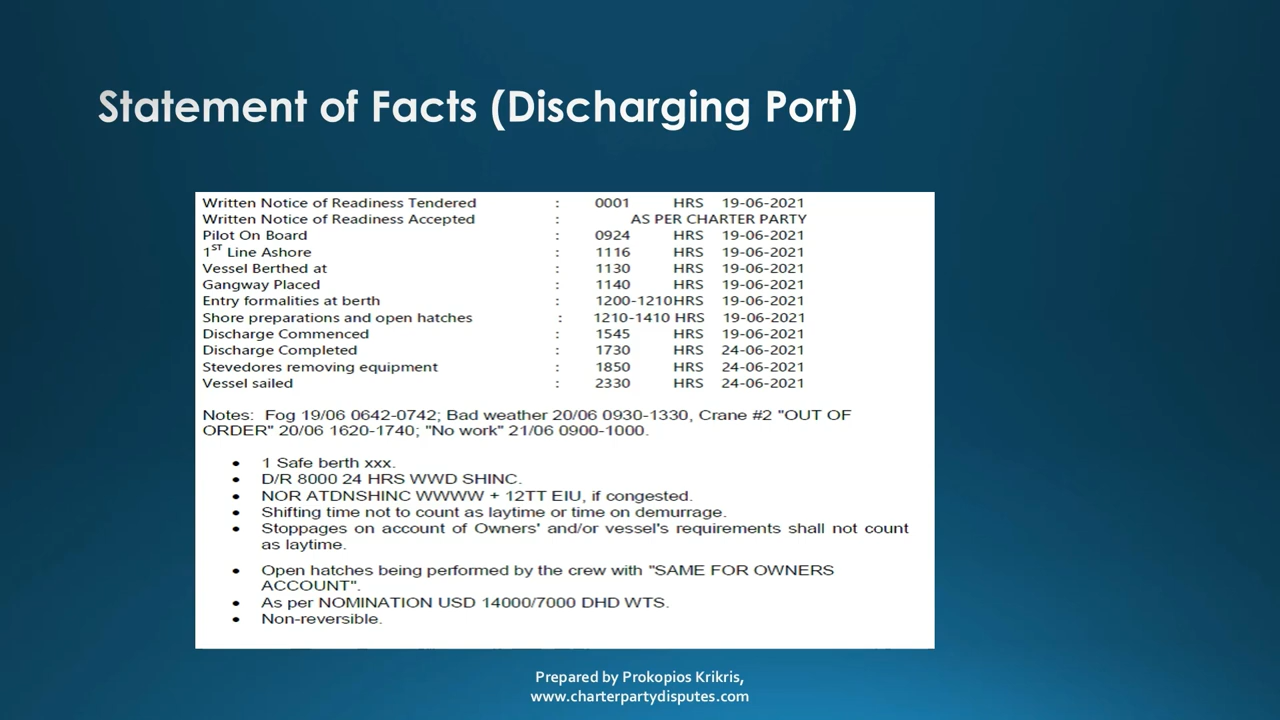 Statement of Facts (Discharging Port)
Written Notice of Readiness Tendered : 0001 HRS 19-06-2021
Written Notice of Readiness Accepted : AS PER CHARTER PARTY
Pilot On Board : 0924 HRS 19-06-2021
1ST Line Ashore : 1116 HRS 19-06-2021
Vessel Berthed at : 1130 HRS 19-06-2021
Gangway Placed : 1140 HRS 19-06-2021
Entry formalities at berth : 1200-1210HRS 19-06-2021
Shore preparations and open hatches : 1210-1410 HRS 19-06-2021
Discharge Commenced : 1545 HRS 19-06-2021
Discharge Completed : 1730 HRS 24-06-2021
Stevedores removing equipment : 1850 HRS 24-06-2021
Vessel sailed : 2330 HRS 24-06-2021
Notes: Fog 19/06 0642-0742; Bad weather 20/06 0930-1330, Crane #2 "OUT OF
ORDER" 20/06 1620-1740; "No work" 21/06 0900-1000.
• 1 Safe berth xxx.
• D/R 8000 24 HRS WWD SHINC.
• NOR ATDNSHINC WWWW + 12TT EIU, if congested.
• Shifting time not to count as laytime or time on demurrage.
• Stoppages on account of Owners' and/or vessel's requirements shall not count
as laytime.
• Open hatches being performed by the crew with "SAME FOR OWNERS
ACCOUNT".
• As per NOMINATION USD 14000/7000 DHD WTS.
• Non-reversible.
Prepared by Prokopios Krikris,
www.charterpartydisputes.com